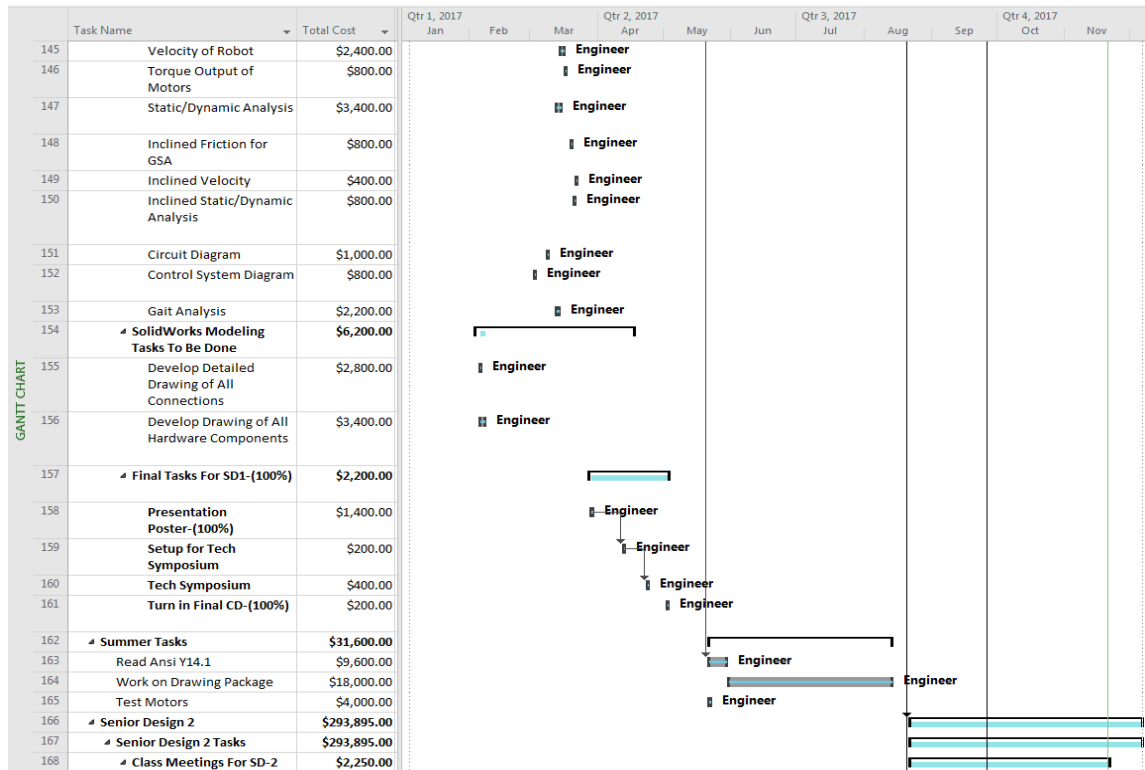 Qtr 1, 2017 Qtr 2, 2017 Qtr 3, 2017 Qtr 4, 2017
Task Name Total Cost Jan Feb Mar Apr May Jun Jul Aug Sep Oct Nov
145 Velocity of Robot $2,400.00 Engineer
146 Torque Output of $800.00 Engineer
Motors
147 Static/Dynamic Analysis $3,400.00 Engineer
148 Inclined Friction for $800.00 Engineer
GSA
149 Inclined Velocity $400.00 Engineer
150 Inclined Static/Dynamic $800.00 Engineer
Analysis
151 Circuit Diagram $1,000.00 Engineer
152 Control System Diagram $800.00 Engineer
153 Gait Analysis $2,200.00 Engineer
154 SolidWorks Modeling $6,200.00
Tasks To Be Done
155 Develop Detailed $2,800.00 Engineer
Drawing of All
Connections
156 Develop Drawing of All $3,400.00 Engineer
Hardware Components
157 Final Tasks For SD1-(100%) $2,200.00
158 Presentation $1,400.00 Engineer
Poster-(100%)
159 Setup for Tech $200.00 Engineer
Symposium
160 Tech Symposium $400.00 Engineer
161 Turn in Final CD-(100%) $200.00 Engineer
162 Summer Tasks $31,600.00
163 Read Ansi Y14.1 $9,600.00 Engineer
164 Work on Drawing Package $18,000.00 Engineer
165 Test Motors $4,000.00 Engineer
166 Senior Design 2 $293,895.00
167 Senior Design 2 Tasks $293,895.00
168 Class Meetings For SD-2 $2,250.00
GANTT CHART